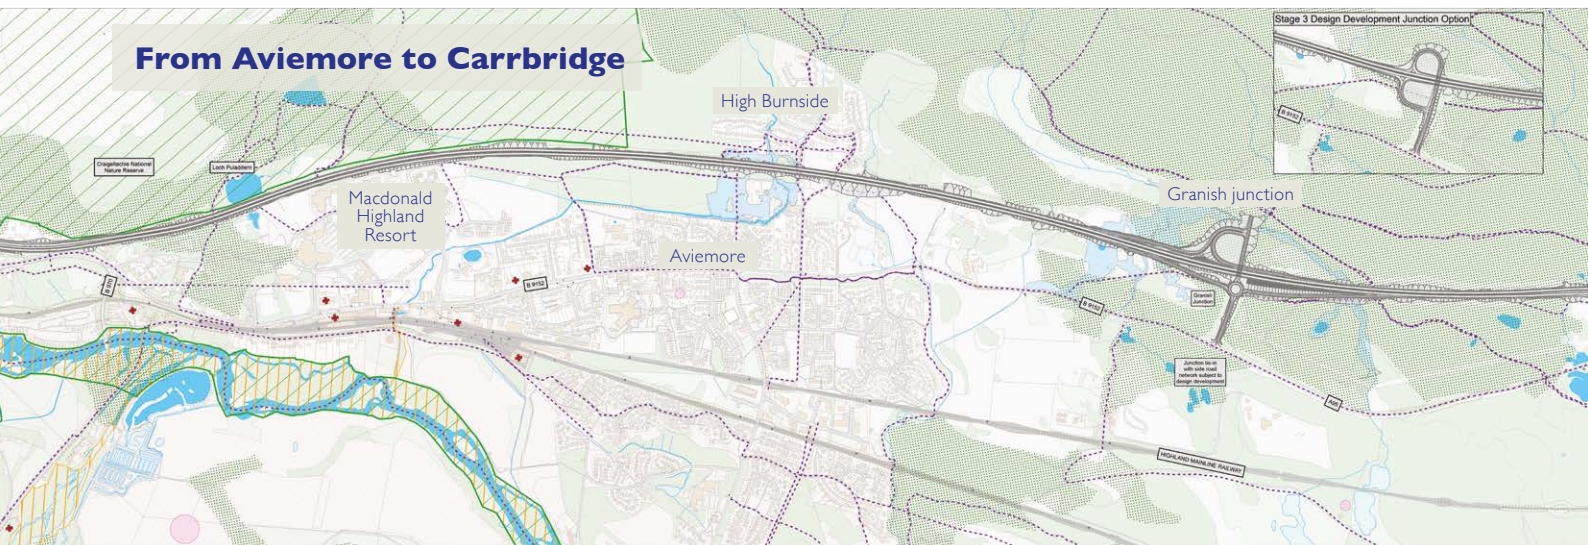 From Aviemore to Carrbridge
Stage 3 Design Development Junction Option
B 9152
High Burnside
Craigellachie National
Nature Reserve
Loch Puladdern
Macdonald
Highland
Resort
Granish junction
Aviemore
B 970
B 9152
B 9152
Granish
Junction
Junction tie-in
with side road
network subject to
design development
A95
HIGHLAND MAINLINE RAILWAY